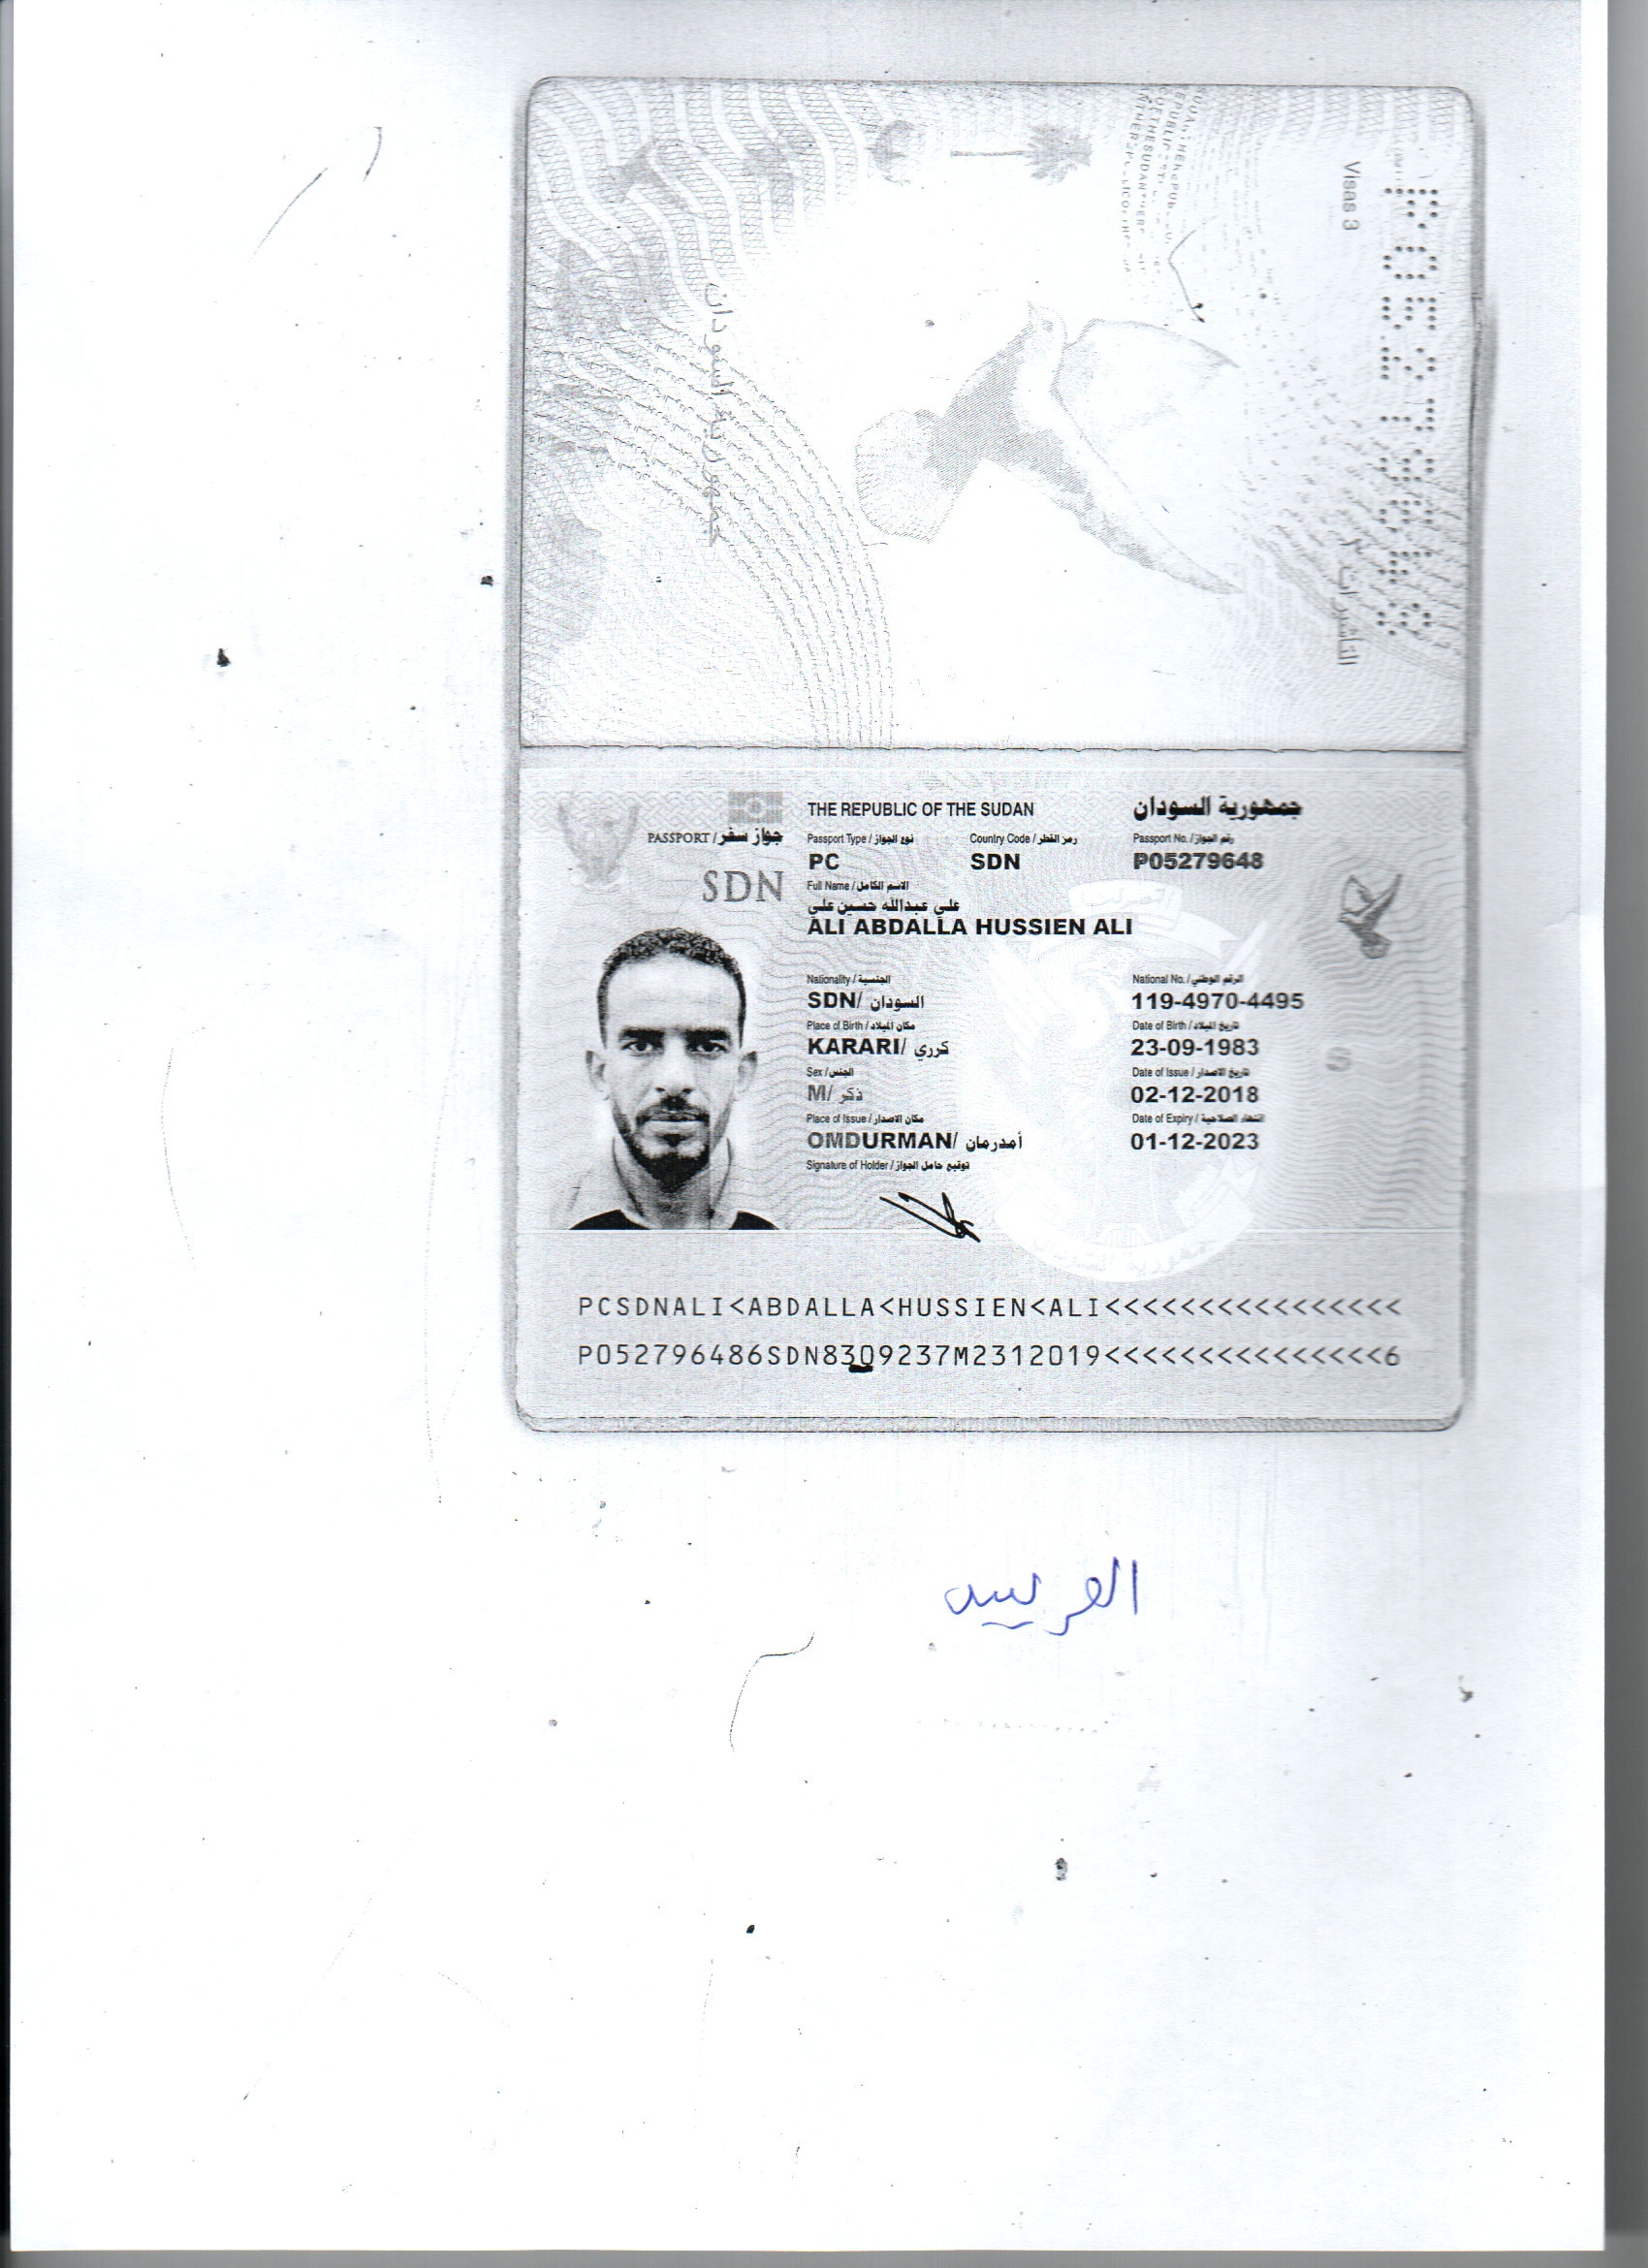 Visas 3
التأشيرات ٣
جمهورية السودان
THE REPUBLIC OF THE SUDAN
جمهورية السودان
PASSPORT / جواز سفر
Passport Type / نوع الجواز
Country Code / رمز القطر
Passport No. / رقم الجواز
PC
SDN
P05279648
SDN
Full Name / الاسم الكامل
علي عبدالله حسين علي
ALI ABDALLA HUSSIEN ALI
Nationality / الجنسية
National No. / الرقم الوطني
SDN/ السودان
119-4970-4495
Place of Birth / مكان الميلاد
Date of Birth / تاريخ الميلاد
KARARI/ كرري
23-09-1983
Sex / الجنس
Date of Issue / تاريخ الاصدار
M/ ذكر
02-12-2018
Place of Issue / مكان الاصدار
Date of Expiry / انتهاء الصلاحية
OMDURMAN/ أمدرمان
01-12-2023
Signature of Holder / توقيع حامل الجواز
PCSDNALI<ABDALLA<HUSSIEN<ALI<<<<<<<<<<<<<<<<
P052796486SDN8309237M2312019<<<<<<<<<<<<<<<6